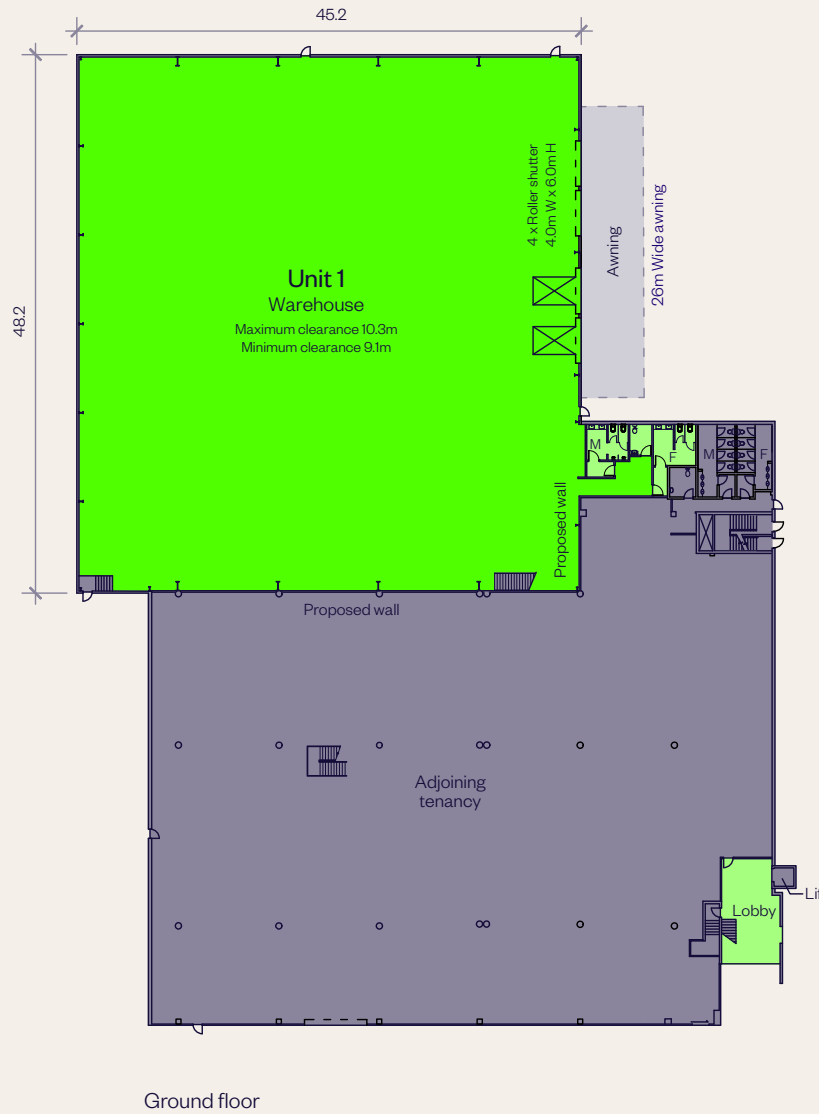 45.2
48.2
4 x Roller shutter
4.0m W x 6.0m H
Awning
26m Wide awning
Unit 1
Warehouse
Maximum clearance 10.3m
Minimum clearance 9.1m
M
F
M
F
Proposed wall
Proposed wall
Adjoining
tenancy
Lobby
Ground floor